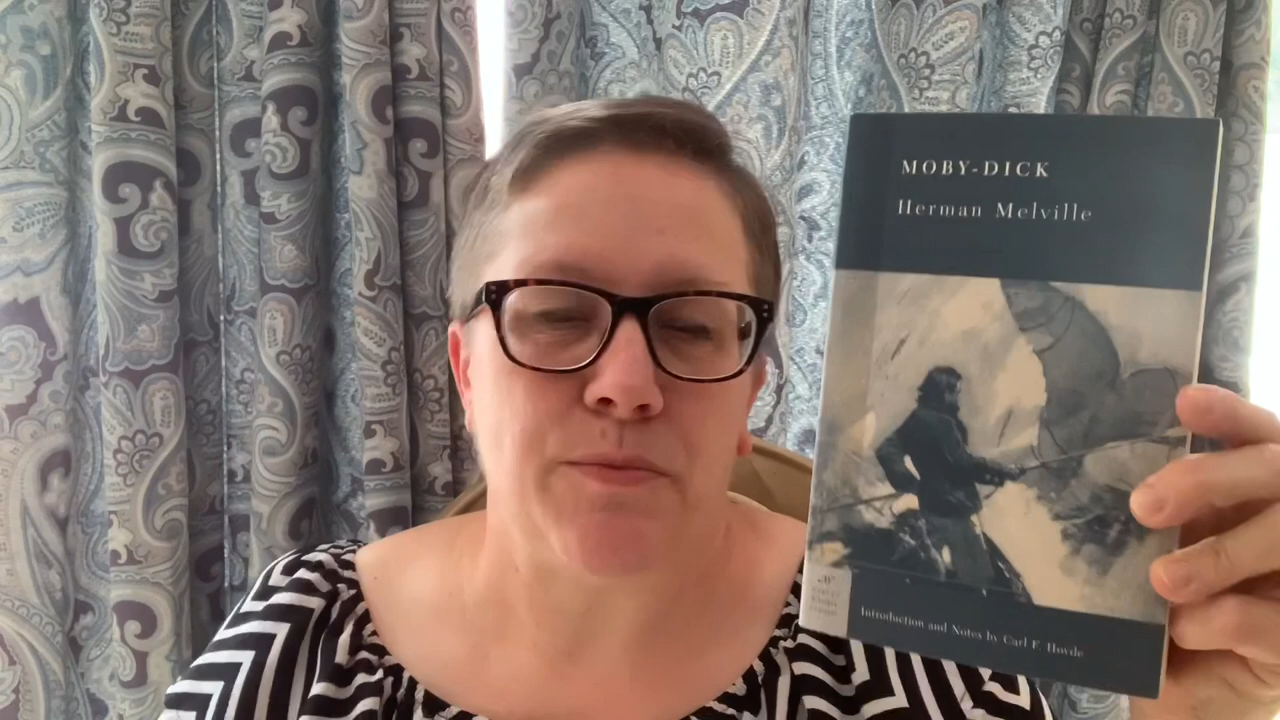 MOBY-DICK
Herman Melville
Introduction and Notes by Carl F. Hovde